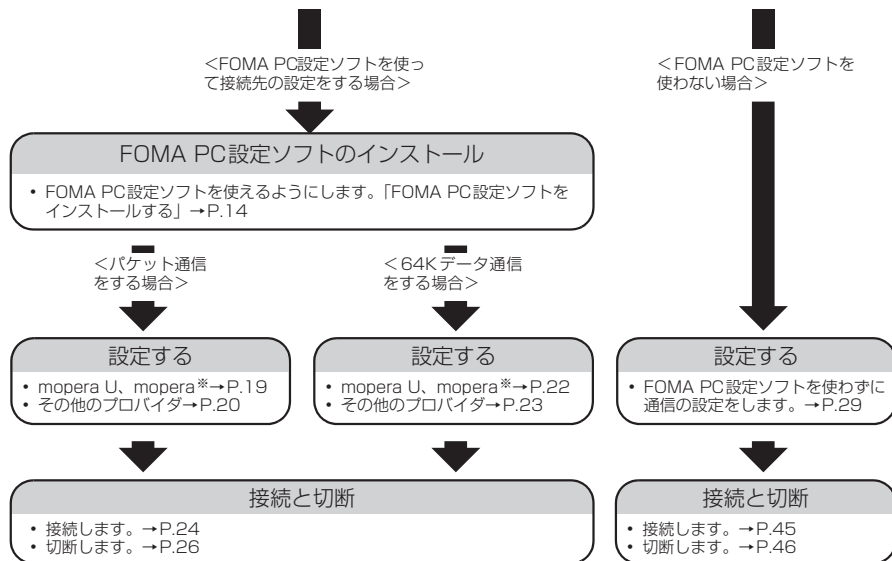 <FOMA PC設定ソフトを使っ
て接続先の設定をする場合>
FOMA PC設定ソフトのインストール
• FOMA PC設定ソフトを使えるようにします。「FOMA PC設定ソフトを
インストールする」→P.14
<パケット通信
をする場合>
<64Kデータ通信
をする場合>
設定する
• mopera U、mopera※→P.19
• その他のプロバイダ→P.20
設定する
• mopera U、mopera※→P.22
• その他のプロバイダ→P.23
接続と切断
• 接続します。→P.24
• 切断します。→P.26
<FOMA PC設定ソフトを
使わない場合>
設定する
• FOMA PC設定ソフトを使わずに
通信の設定をします。→P.29
接続と切断
• 接続します。→P.45
• 切断します。→P.46